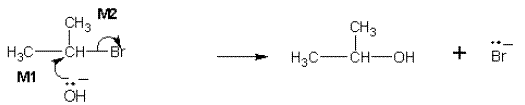 CH₃ M2
H₃C—CH—Br
M1
:OH⁻
CH₃
H₃C—CH—OH + :Br⁻